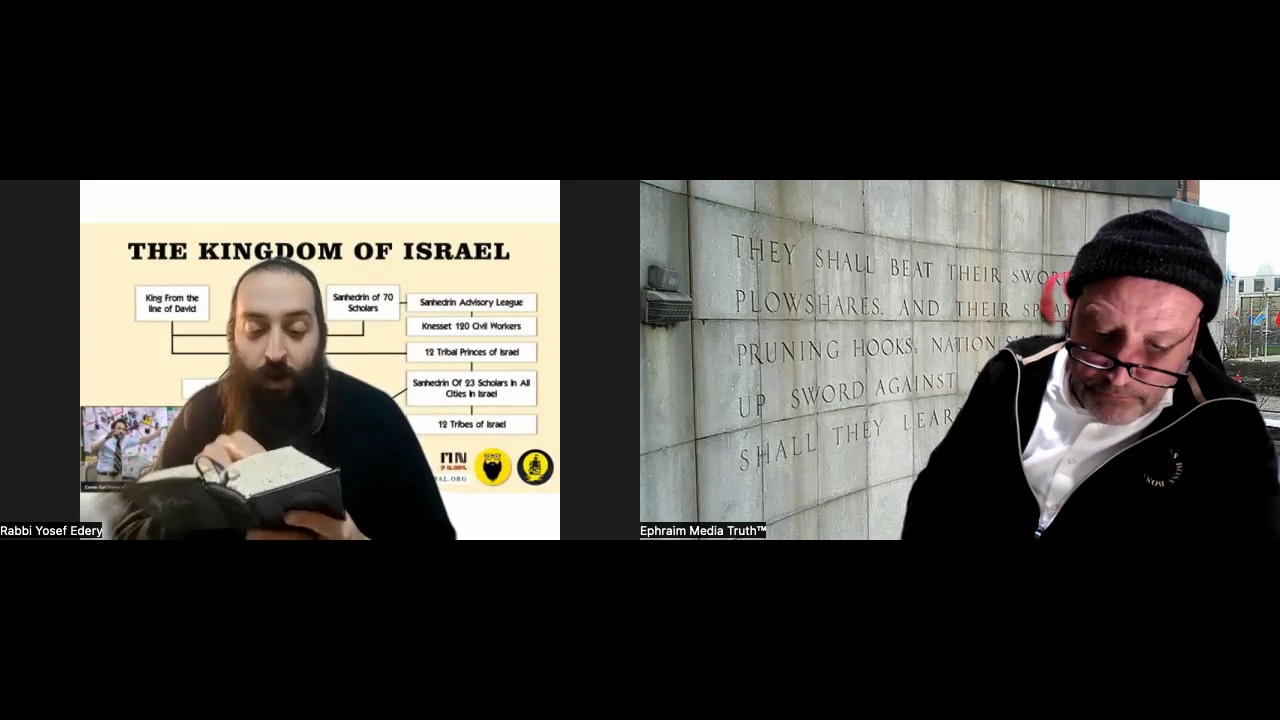 THE KINGDOM OF ISRAEL
King From the
line of David
Sanhedrin of 70
Scholars
Sanhedrin Advisory League
Knesset 120 Civil Workers
12 Tribal Princes of Israel
Sanhedrin Of 23 Scholars In All
Cities In Israel
12 Tribes of Israel
AL.ORG
Rabbi Yosef Edery
THEY SHALL BEAT THEIR SWORD
PLOWSHARES. AND THEIR SPEAR
PRUNING HOOKS: NATION
UP SWORD AGAINST
SHALL THEY LEAR
Ephraim Media Truth™